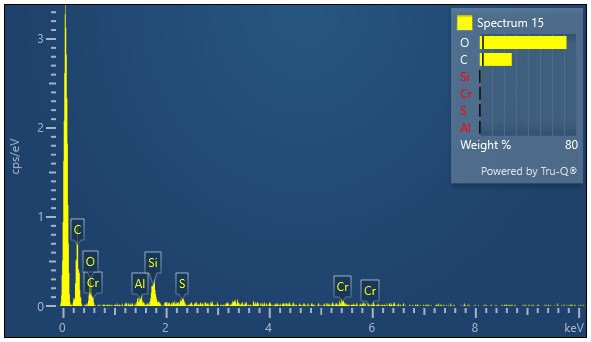 Spectrum 15
O
C
Si
Cr
S
Al
Weight % 80
Powered by Tru-Q®
cps/eV
3
2
1
0
C
O
Cr
Al
Si
S
Cr
Cr
0 2 4 6 8 keV